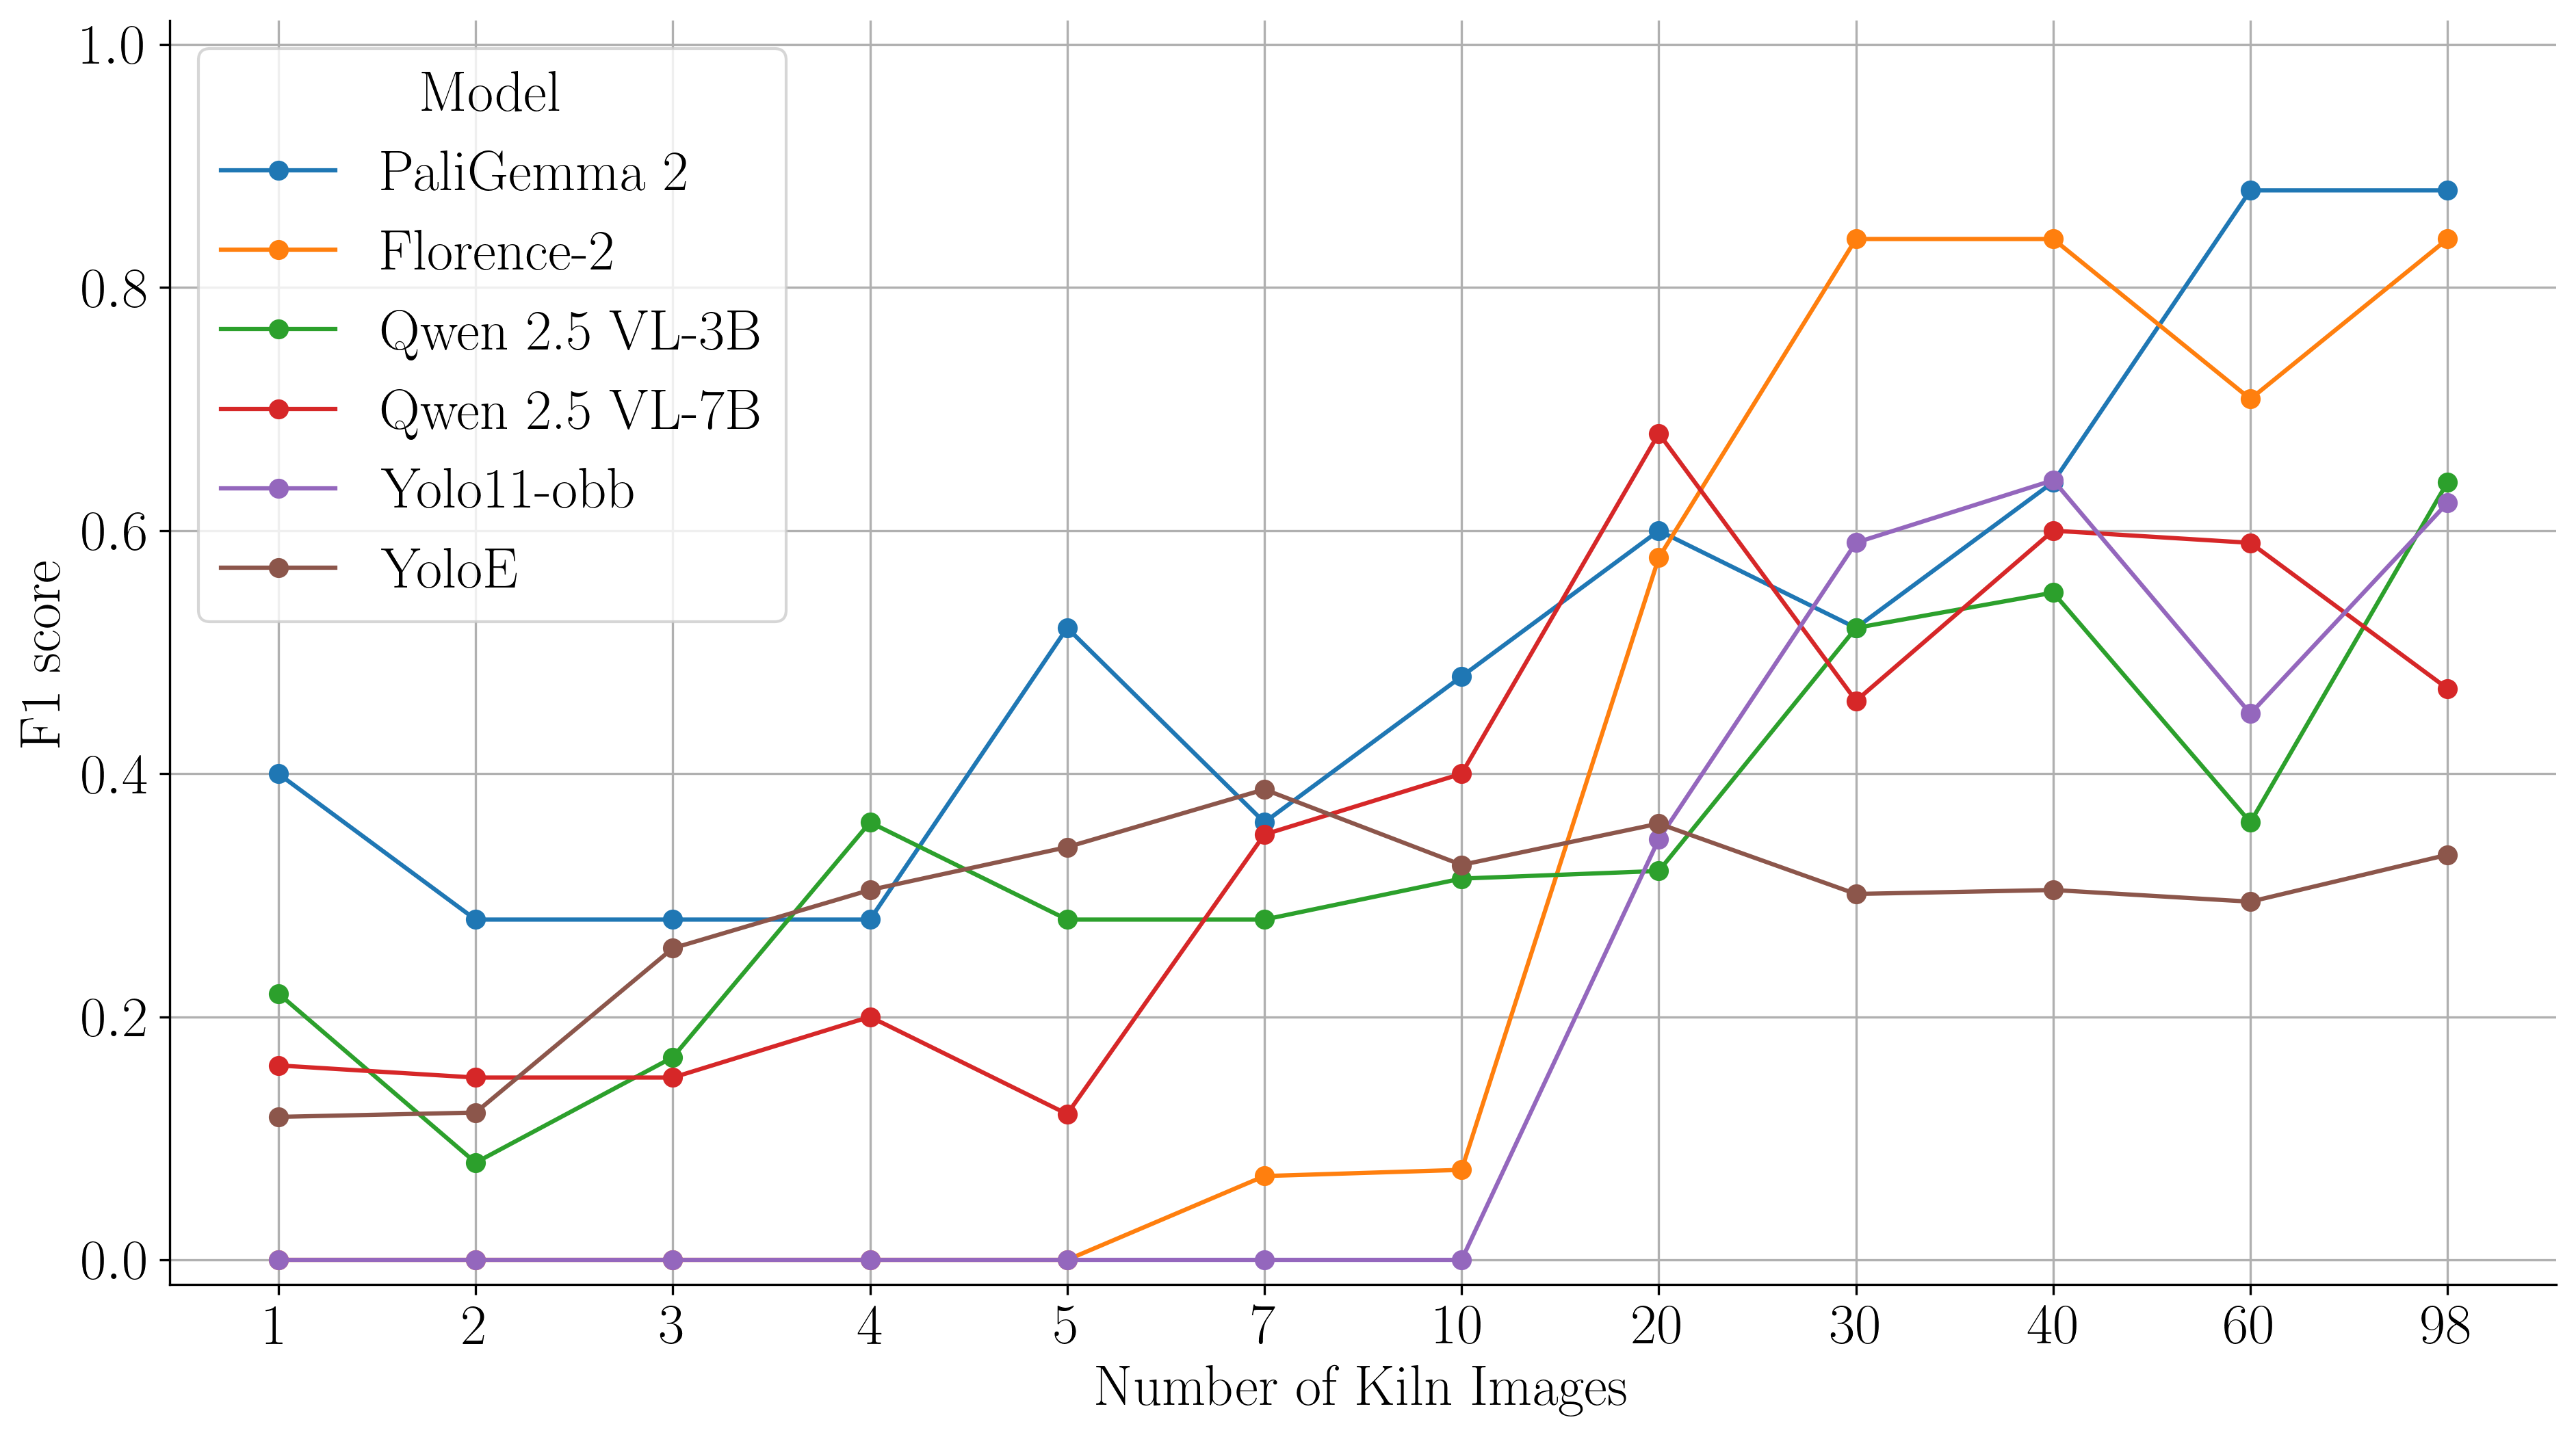 Model
PaliGemma 2
Florence-2
Qwen 2.5 VL-3B
Qwen 2.5 VL-7B
Yolo11-obb
YoloE
F1 score
1.0
0.8
0.6
0.4
0.2
0.0
1 2 3 4 5 7 10 20 30 40 60 98
Number of Kiln Images